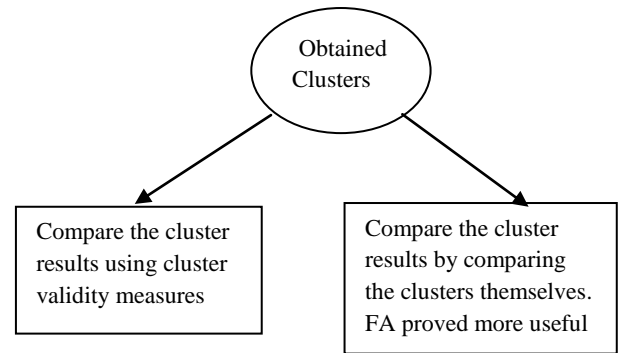 Obtained
Clusters
Compare the cluster
results using cluster
validity measures
Compare the cluster
results by comparing
the clusters themselves.
FA proved more useful